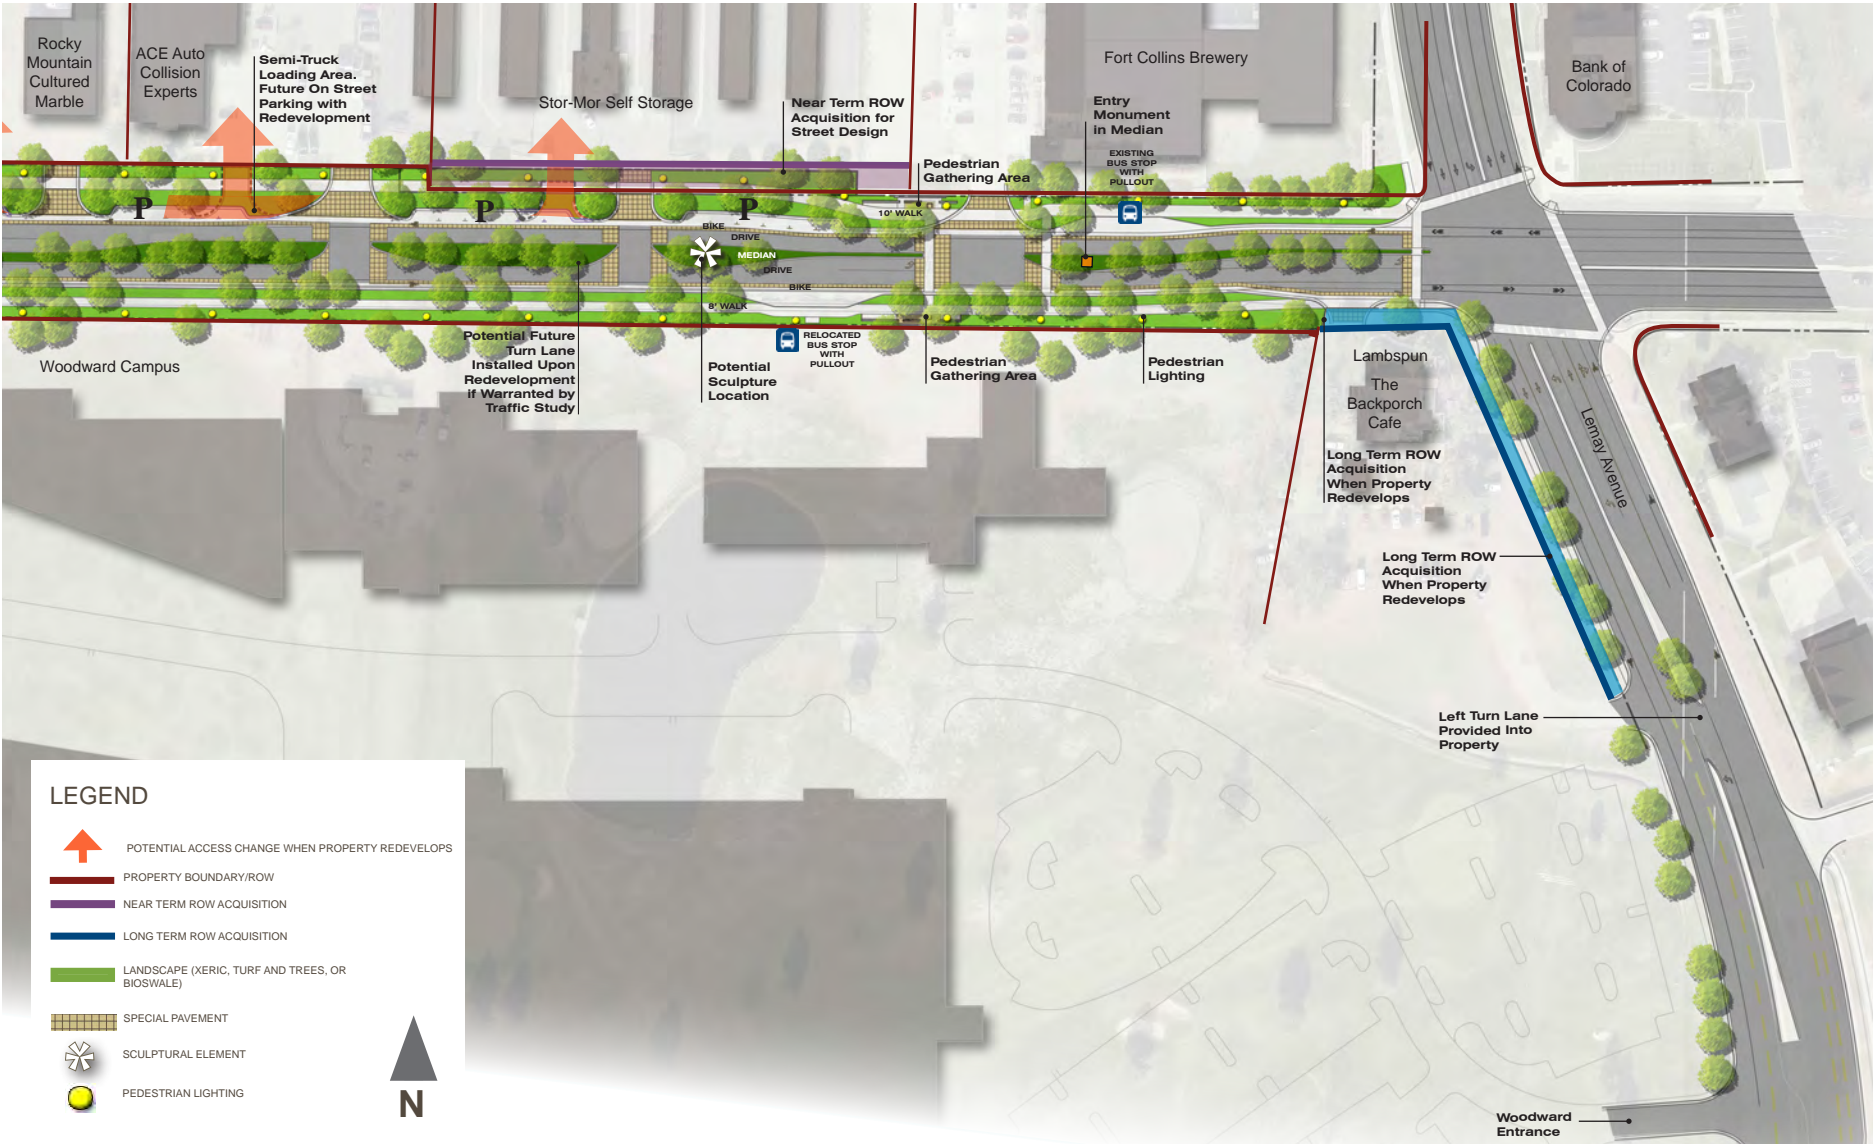 Rocky
Mountain
Cultured
Marble
ACE Auto
Collision
Experts
Semi-Truck
Loading Area.
Future On Street
Parking with
Redevelopment
Stor-Mor Self Storage
Near Term ROW
Acquisition for
Street Design
Fort Collins Brewery
Entry
Monument
in Median
Bank of
Colorado
EXISTING
BUS STOP
WITH
PULLOUT
Pedestrian
Gathering Area
P
P
P
10' WALK
BIKE
DRIVE
MEDIAN
DRIVE
BIKE
8' WALK
Woodward Campus
Potential Future
Turn Lane
Installed Upon
Redevelopment
if Warranted by
Traffic Study
Potential
Sculpture
Location
RELOCATED
BUS STOP
WITH
PULLOUT
Pedestrian
Gathering Area
Pedestrian
Lighting
Lambspun
The
Backporch
Cafe
Long Term ROW
Acquisition
When Property
Redevelops
Lemay Avenue
Long Term ROW
Acquisition
When Property
Redevelops
Left Turn Lane
Provided Into
Property
Woodward
Entrance
LEGEND
POTENTIAL ACCESS CHANGE WHEN PROPERTY REDEVELOPS
PROPERTY BOUNDARY/ROW
NEAR TERM ROW ACQUISITION
LONG TERM ROW ACQUISITION
LANDSCAPE (XERIC, TURF AND TREES, OR
BIOSWALE)
SPECIAL PAVEMENT
SCULPTURAL ELEMENT
PEDESTRIAN LIGHTING
N